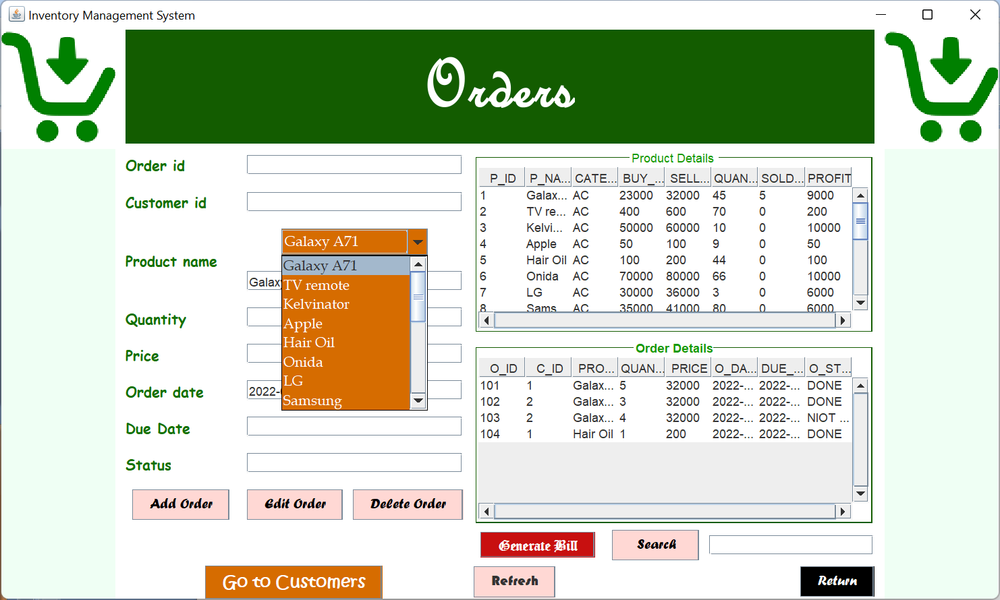 Inventory Management System
Orders
Order id
Customer id
Galaxy A71
Product name
Galaxy A71
TV remote
Kelvinator
Apple
Hair Oil
Onida
LG
Samsung
Quantity
Price
Order date
2022-
Due Date
Status
Add Order Edit Order Delete Order
Go to Customers
Product Details
P_ID P_NA... CATE... BUY_... SELL... QUAN... SOLD... PROFIT
1 Galax... AC 23000 32000 45 5 9000
2 TV re... AC 400 600 70 0 200
3 Kelvi... AC 50000 60000 10 0 10000
4 Apple AC 50 100 9 0 50
5 Hair Oil AC 100 200 44 0 100
6 Onida AC 70000 80000 66 0 10000
7 LG AC 30000 36000 3 0 6000
8 Sams AC 35000 41000 80 0 6000
Order Details
O_ID C_ID PRO... QUAN... PRICE O_DA... DUE_... O_ST...
101 1 Galax... 5 32000 2022-... 2022-... DONE
102 2 Galax... 3 32000 2022-... 2022-... DONE
103 2 Galax... 4 32000 2022-... 2022-... NIOT ...
104 1 Hair Oil 1 200 2022-... 2022-... DONE
Generate Bill Search
Refresh Return